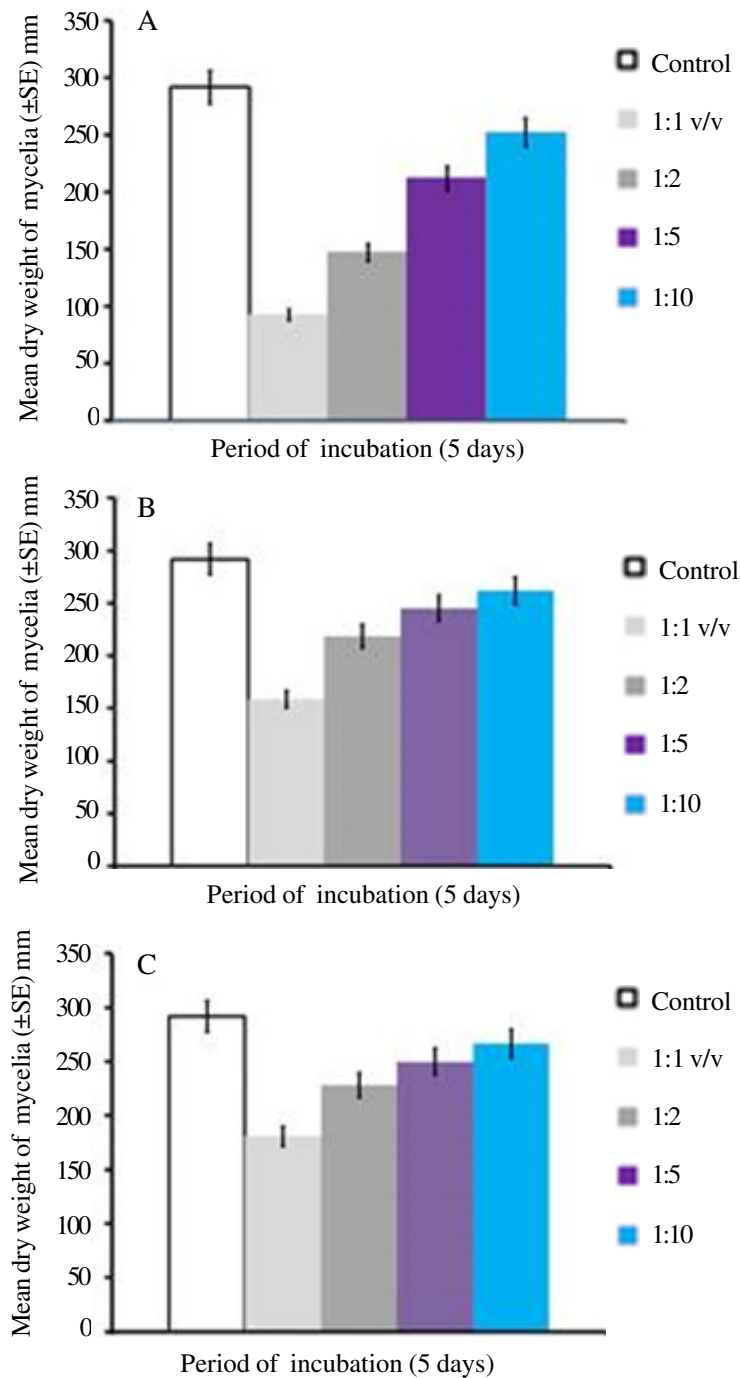 A
Mean dry weight of mycelia (±SE) mm
350
300
250
200
150
100
50
0
Period of incubation (5 days)
Control
1:1 v/v
1:2
1:5
1:10
B
Mean dry weight of mycelia (±SE) mm
350
300
250
200
150
100
50
0
Period of incubation (5 days)
Control
1:1 v/v
1:2
1:5
1:10
C
Mean dry weight of mycelia (±SE) mm
350
300
250
200
150
100
50
0
Period of incubation (5 days)
Control
1:1 v/v
1:2
1:5
1:10